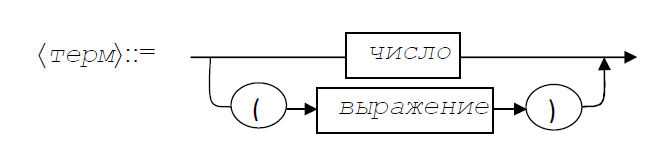 ⟨терм⟩::= число
( выражение )